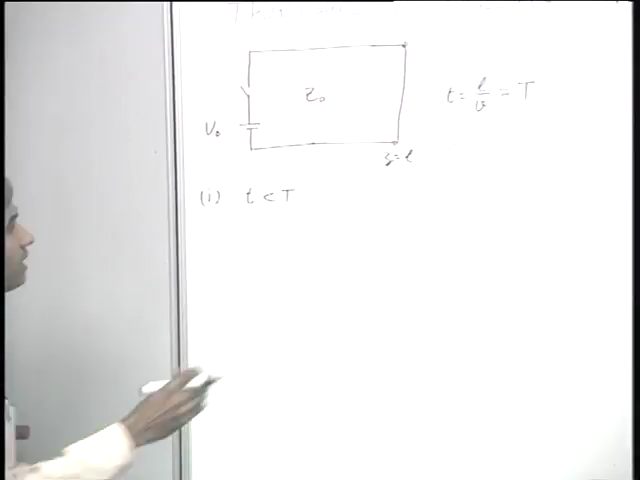 Z₀
t = l/v = T
V₀
z=l
(1) t < T